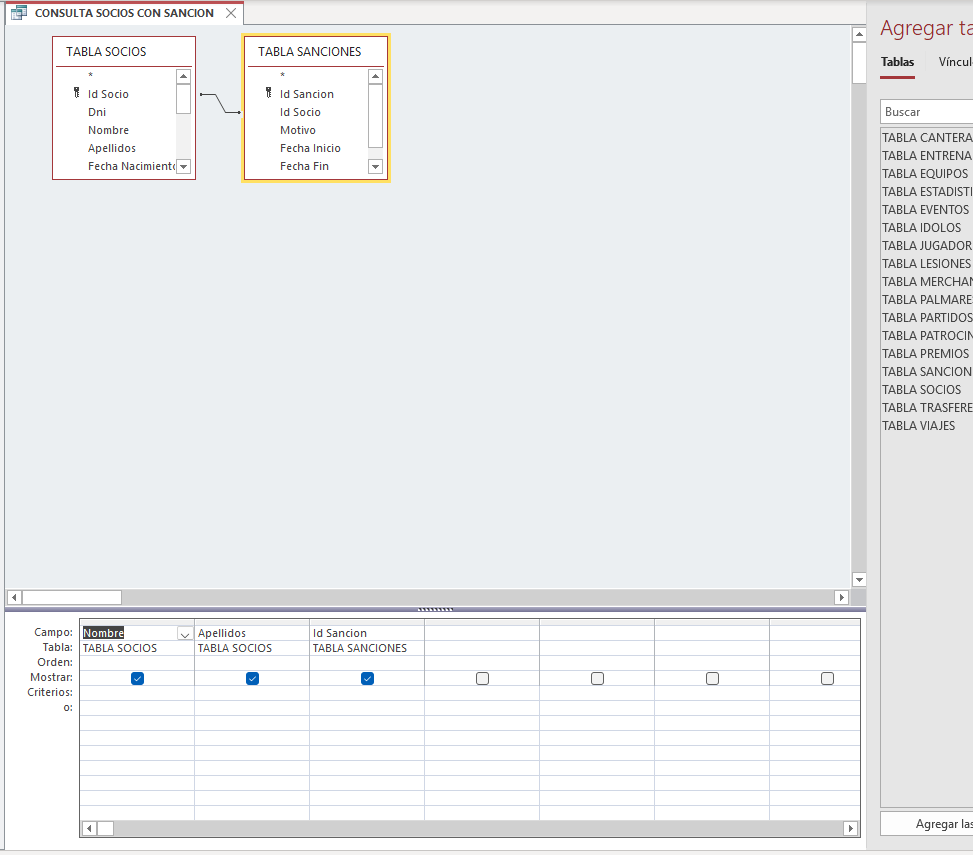 CONSULTA SOCIOS CON SANCION
Agregar ta
Tablas Víncul
Buscar
TABLA CANTERA
TABLA ENTRENA
TABLA EQUIPOS
TABLA ESTADISTI
TABLA EVENTOS
TABLA IDOLOS
TABLA JUGADOR
TABLA LESIONES
TABLA MERCHAN
TABLA PALMARE
TABLA PARTIDOS
TABLA PATROCIN
TABLA PREMIOS
TABLA SANCION
TABLA SOCIOS
TABLA TRASFERE
TABLA VIAJES
Agregar las
TABLA SOCIOS
*
Id Socio
Dni
Nombre
Apellidos
Fecha Nacimiento
TABLA SANCIONES
*
Id Sancion
Id Socio
Motivo
Fecha Inicio
Fecha Fin
Campo: Nombre Apellidos Id Sancion
Tabla: TABLA SOCIOS TABLA SOCIOS TABLA SANCIONES
Orden:
Mostrar:
Criterios:
o: